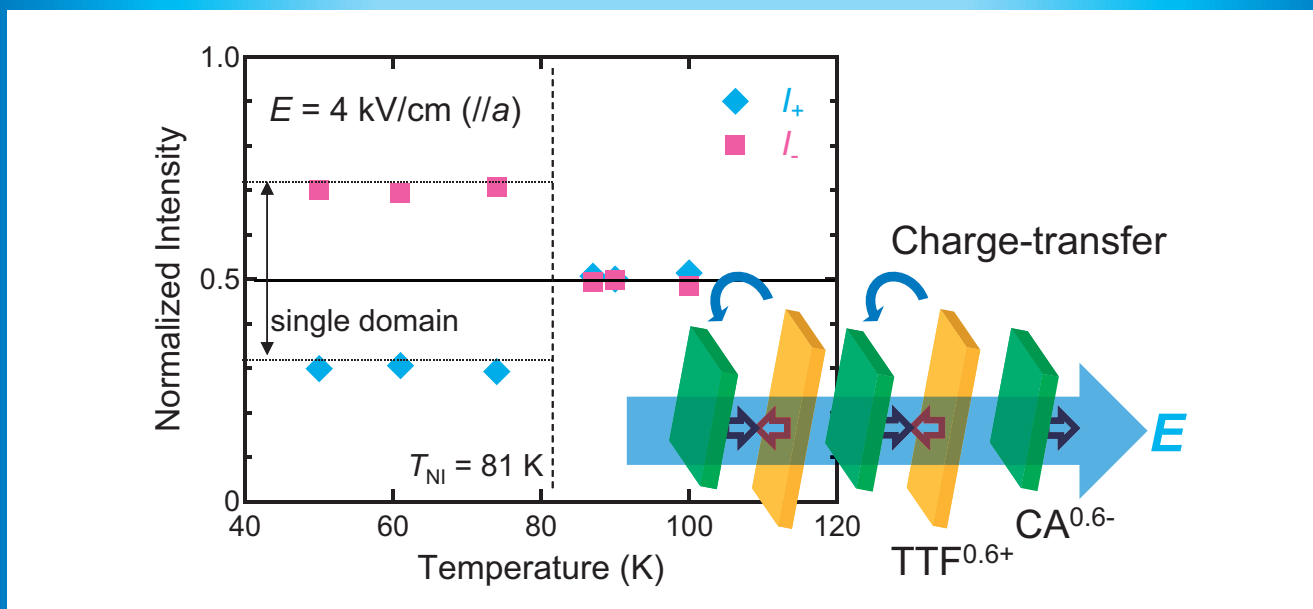 1.0
E = 4 kV/cm (//a)
I₊
I₋
Normalized Intensity
Charge-transfer
0.5
single domain
E
T_NI = 81 K
0
40
60
80
100
120
CA⁰·⁶⁻
TTF⁰·⁶⁺
Temperature (K)